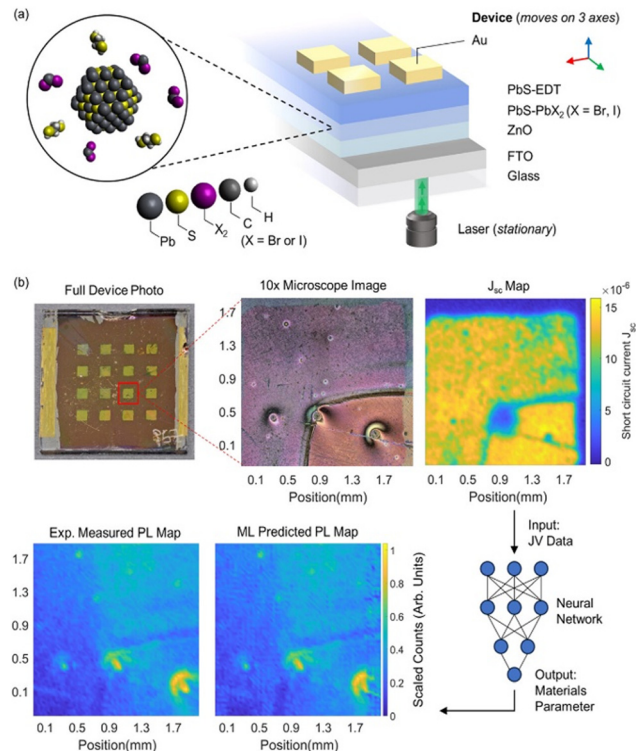 (a)
Device (moves on 3 axes)
Au
PbS-EDT
PbS-PbX₂ (X = Br, I)
ZnO
FTO
Glass
Laser (stationary)
Pb
S
X₂
C
H
(X = Br or I)
(b)
Full Device Photo
10x Microscope Image
Jsc Map
1.7
1.3
0.9
0.5
0.1
0.1 0.5 0.9 1.3 1.7
Position(mm)
0.1 0.5 0.9 1.3 1.7
Position(mm)
15 ×10⁻⁶
10
5
0
Short circuit current Jsc
Input:
JV Data
Neural
Network
Output:
Materials
Parameter
Exp. Measured PL Map
ML Predicted PL Map
1.7
1.3
0.9
0.5
0.1
0.1 0.5 0.9 1.3 1.7
Position(mm)
0.1 0.5 0.9 1.3 1.7
Position(mm)
1
0.8
0.6
0.4
0.2
0
Scaled Counts (Arb. Units)